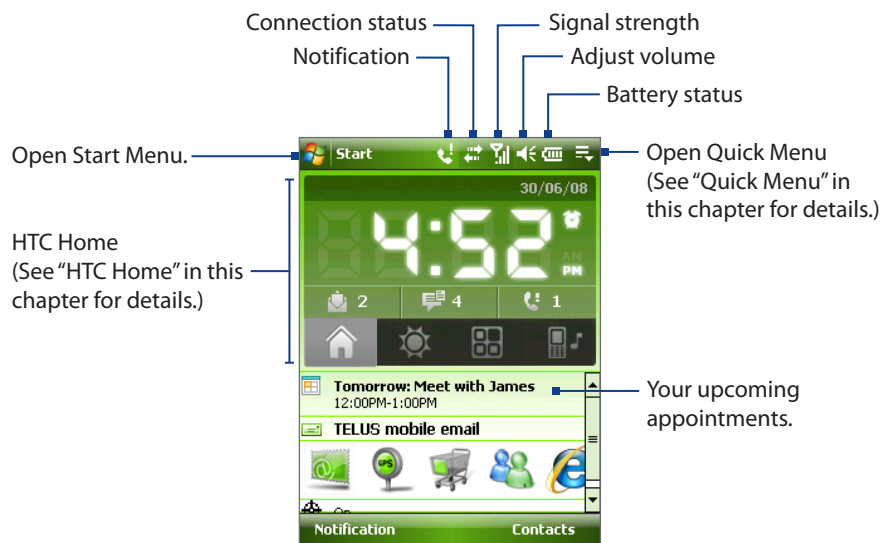 Connection status
Signal strength
Notification
Adjust volume
Battery status
Open Start Menu.
Start
Open Quick Menu
(See “Quick Menu” in
this chapter for details.)
30/06/08
4:52
AM
PM
HTC Home
(See “HTC Home” in this
chapter for details.)
2
4
1
Tomorrow: Meet with James
12:00PM-1:00PM
Your upcoming
appointments.
TELUS mobile email
GPS
Notification
Contacts